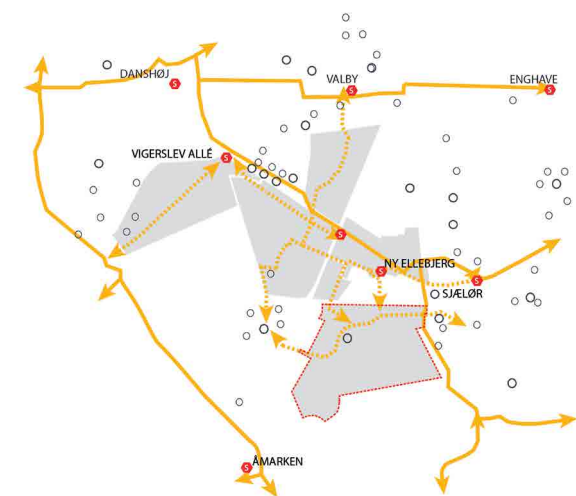 DANSHØJ
VALBY
ENGHAVE
S
S
S
VIGERSLEV ALLÉ
S
S
NY ELLEBJERG
S
S
SJÆLØR
S
ÅMARKEN